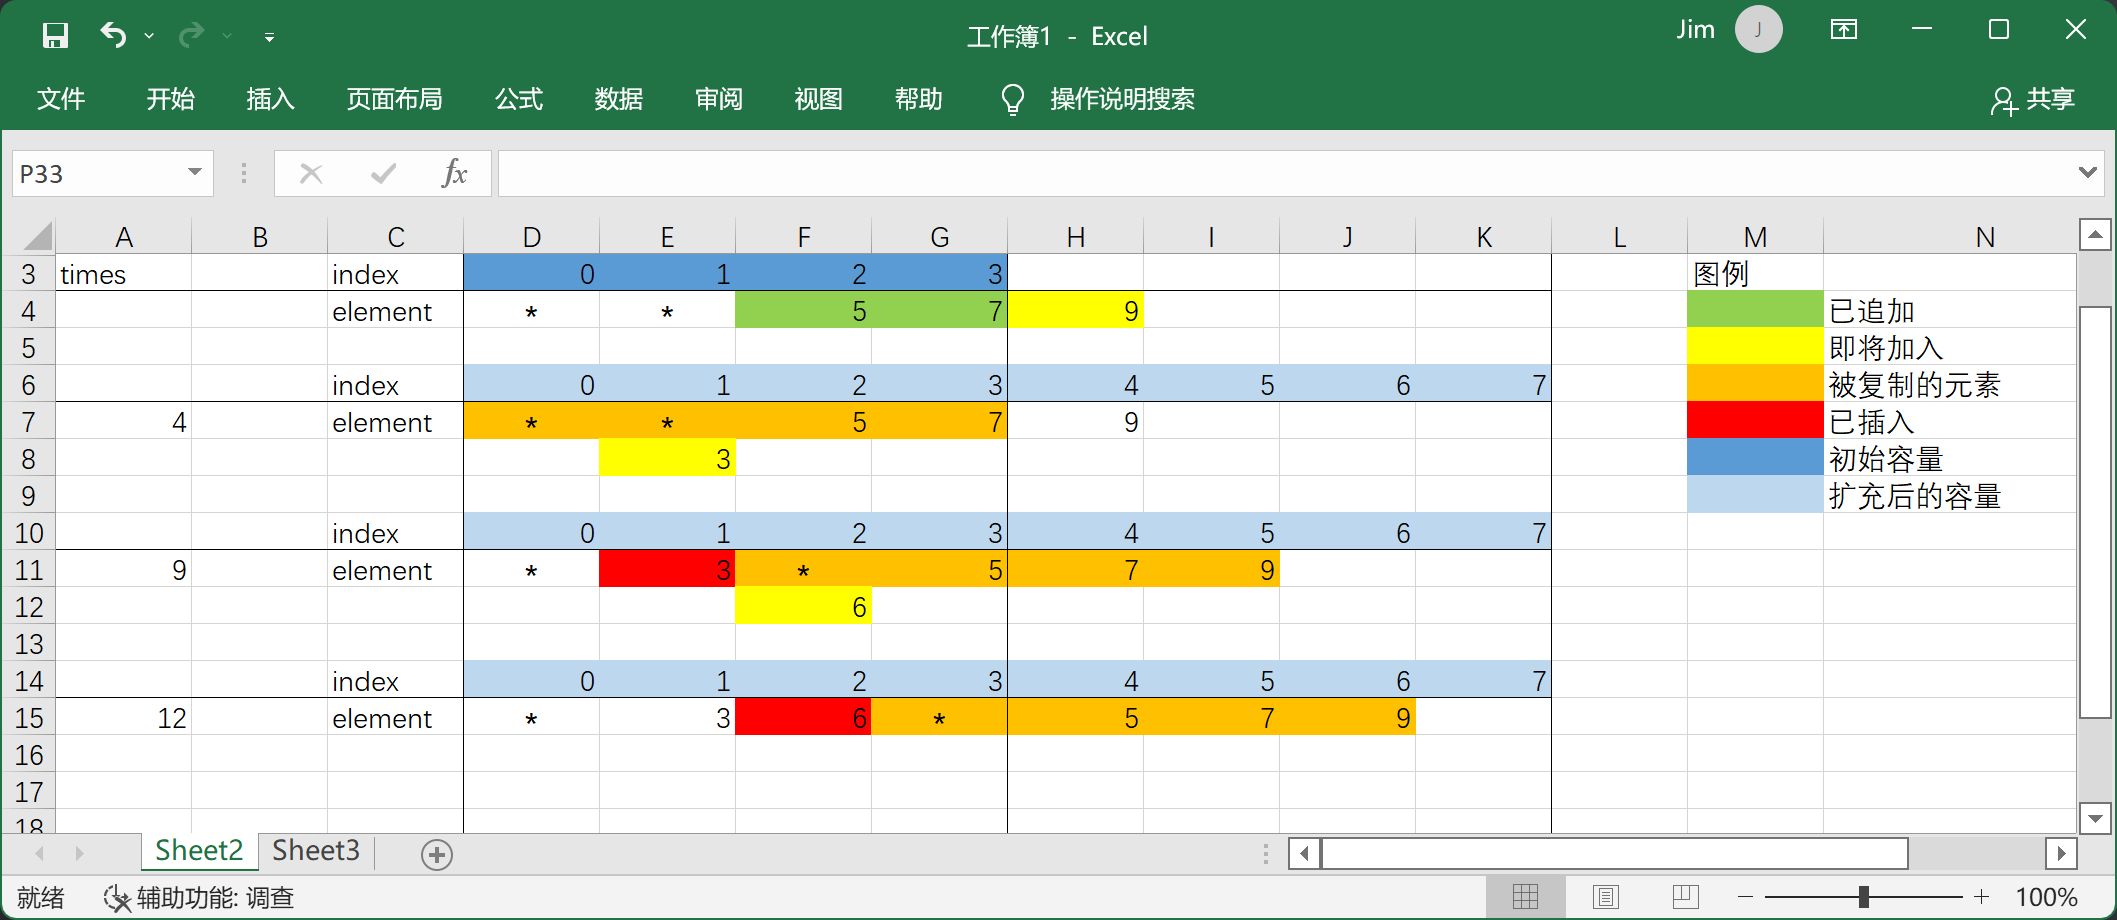 工作簿1 - Excel
Jim J
文件 开始 插入 页面布局 公式 数据 审阅 视图 帮助 操作说明搜索 共享
P33 fx
A B C D E F G H I J K L M N
3 times index 0 1 2 3 图例
4 element * * 5 7 9 已追加
5 即将加入
6 index 0 1 2 3 4 5 6 7 被复制的元素
7 4 element * * 5 7 9 已插入
8 3 初始容量
9 扩充后的容量
10 index 0 1 2 3 4 5 6 7
11 9 element * 3 * 5 7 9
12 6
13
14 index 0 1 2 3 4 5 6 7
15 12 element * 3 6 * 5 7 9
16
17
18
Sheet2 Sheet3
就绪 辅助功能: 调查 100%